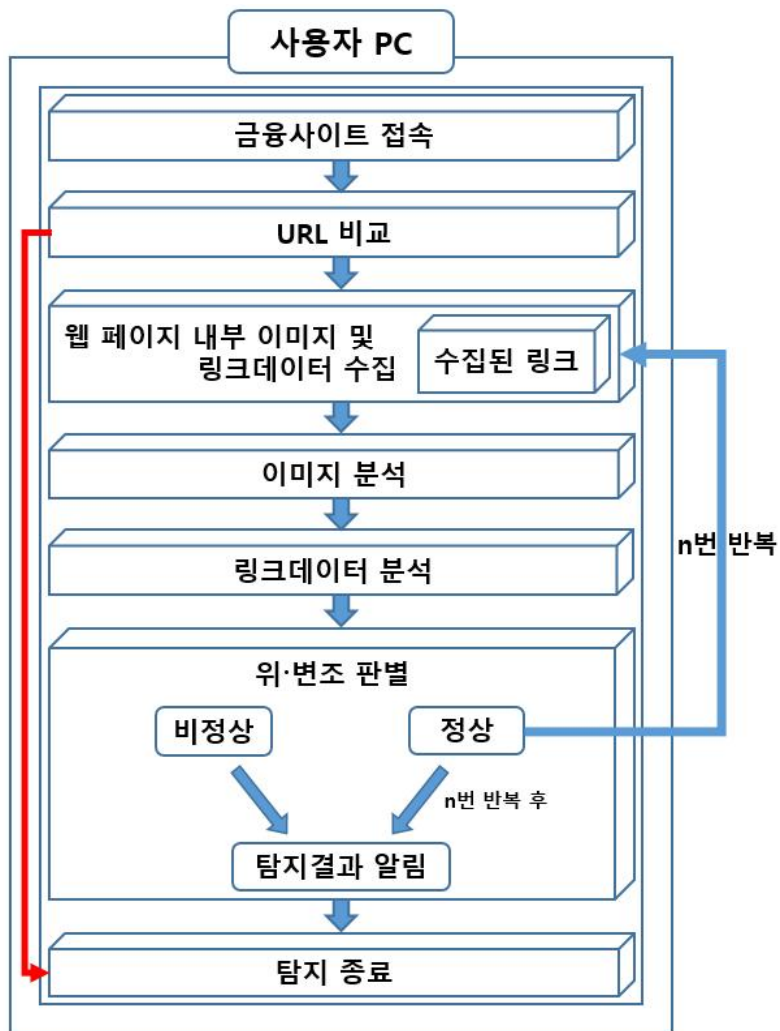 사용자 PC
금융사이트 접속
URL 비교
웹 페이지 내부 이미지 및
링크데이터 수집
수집된 링크
이미지 분석
링크데이터 분석
n번 반복
위·변조 판별
비정상
정상
n번 반복 후
탐지결과 알림
탐지 종료